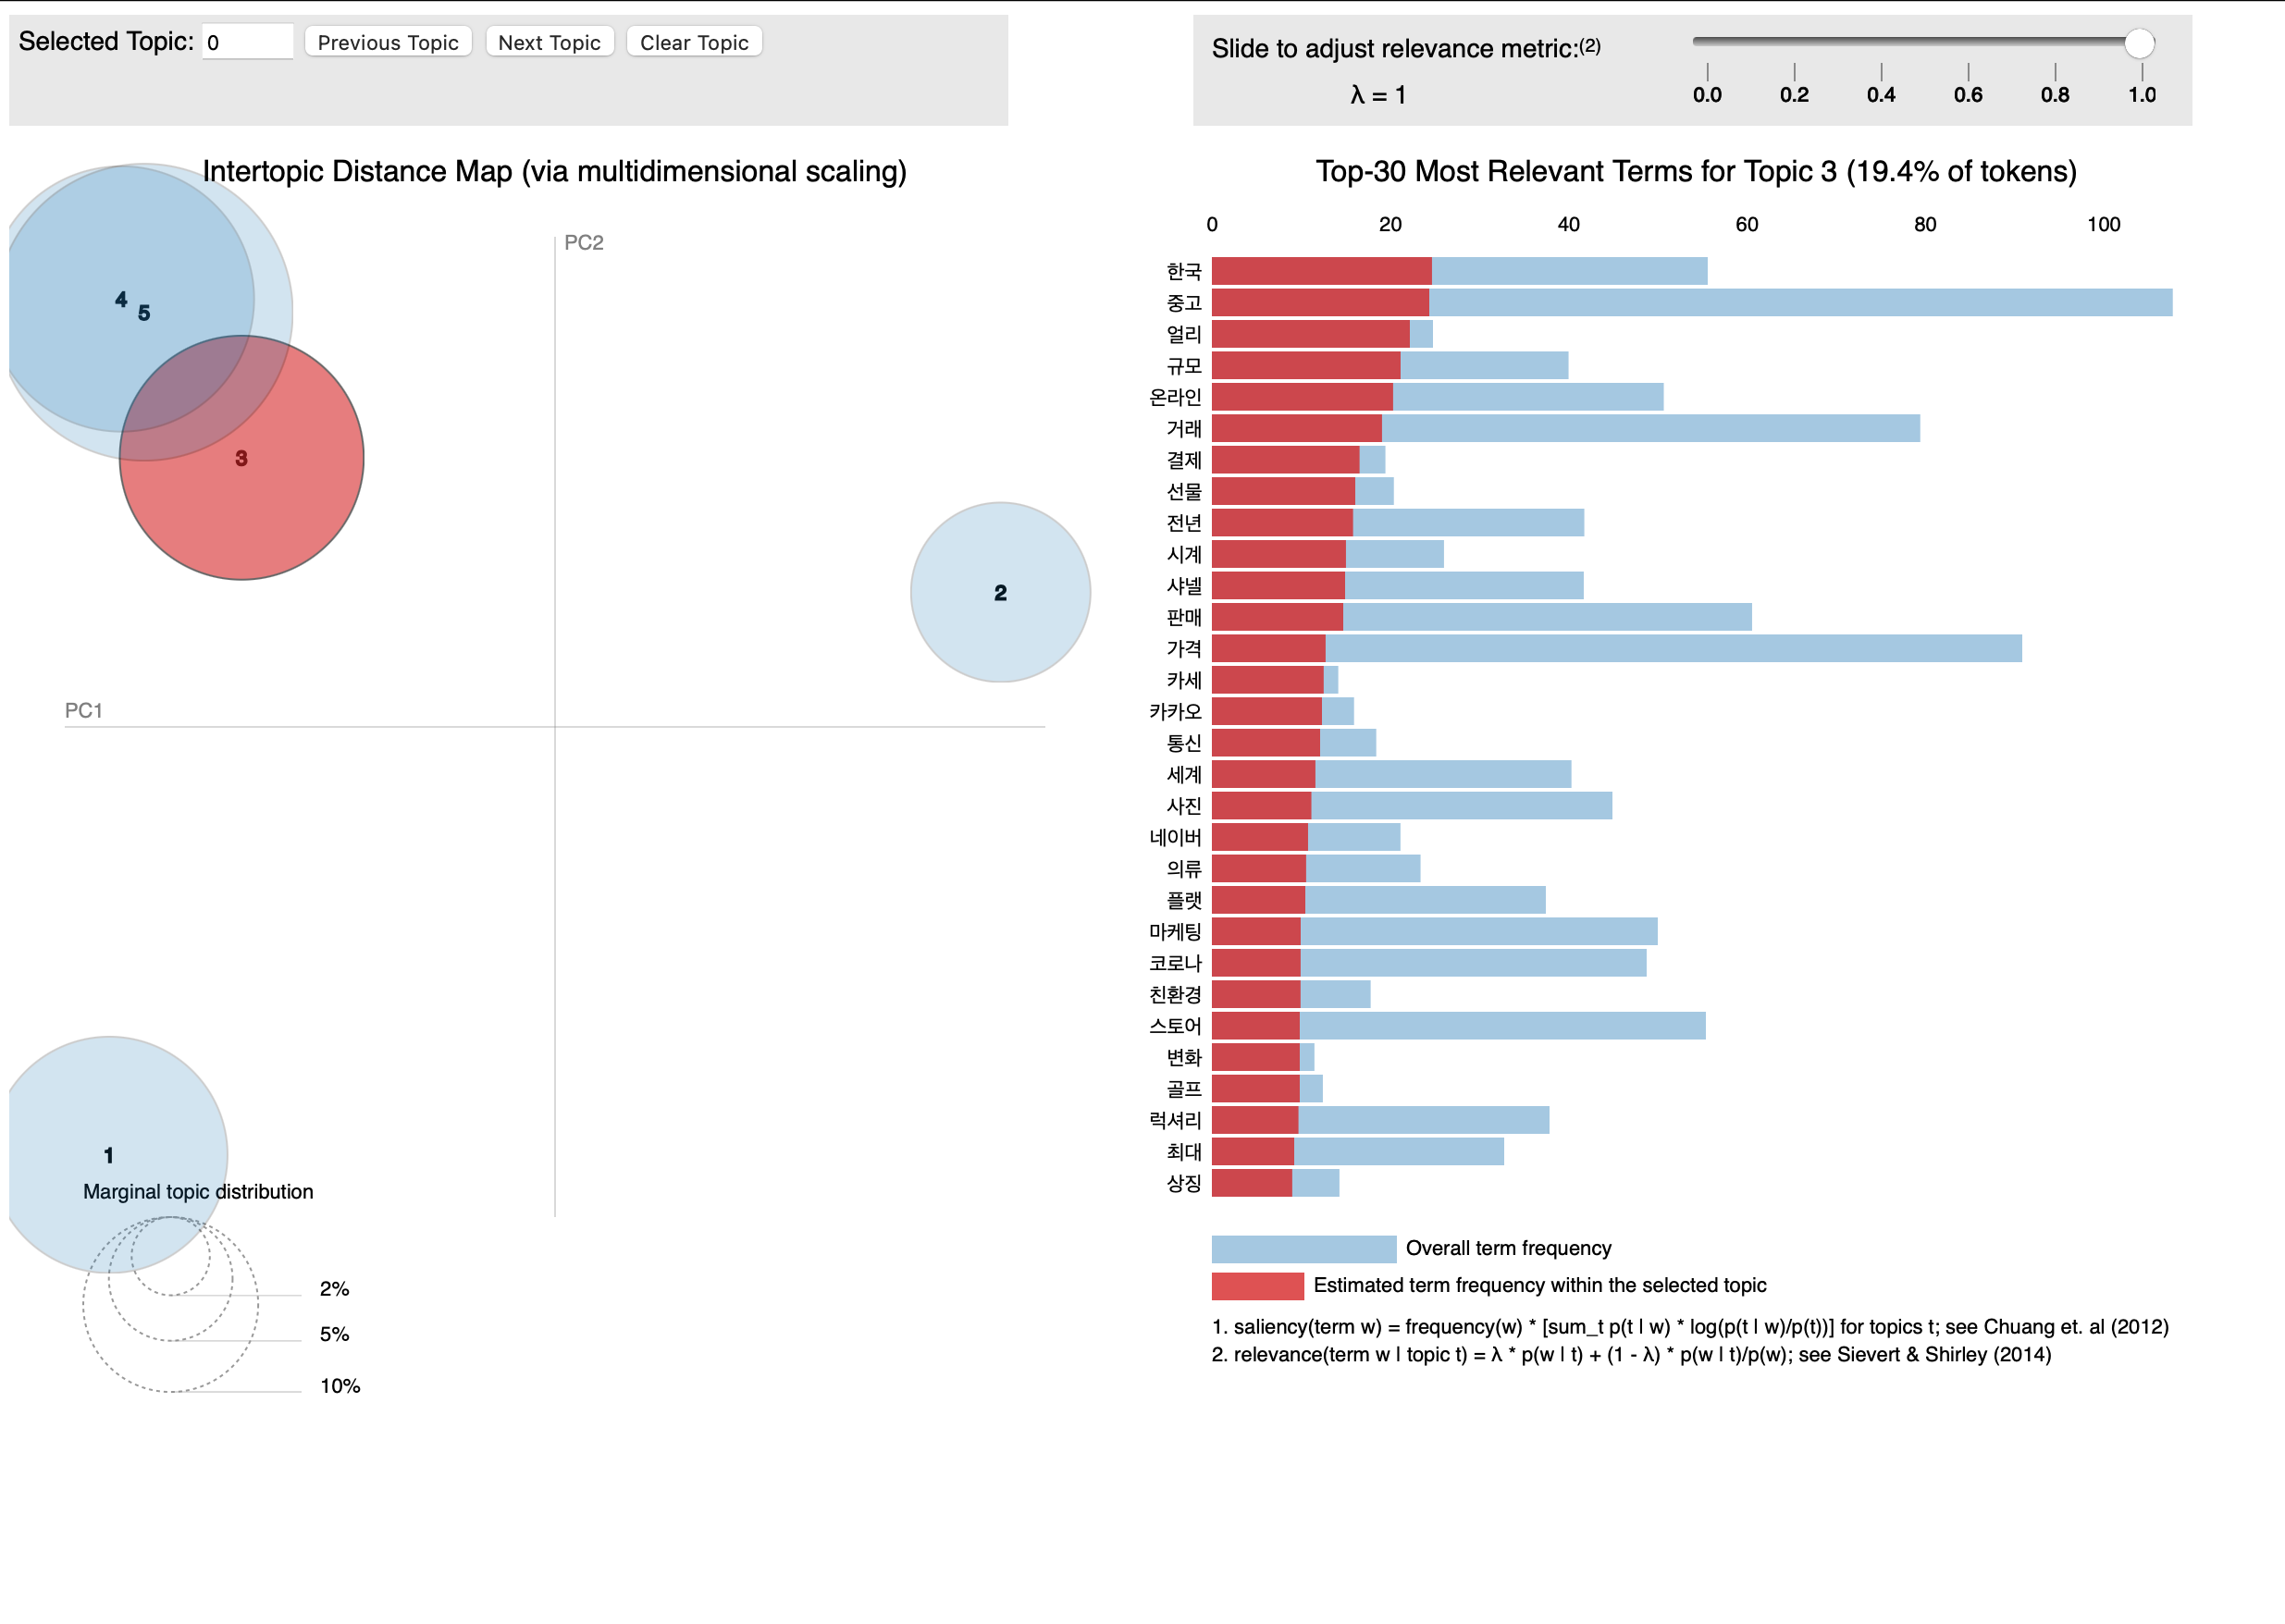 Selected Topic: 0 Previous Topic Next Topic Clear Topic
Slide to adjust relevance metric:(2)
λ = 1
0.0 0.2 0.4 0.6 0.8 1.0
Intertopic Distance Map (via multidimensional scaling)
PC2
4
5
3
2
PC1
1
Marginal topic distribution
2%
5%
10%
Top-30 Most Relevant Terms for Topic 3 (19.4% of tokens)
0 20 40 60 80 100
한국
중고
얼리
규모
온라인
거래
결제
선물
전년
시계
샤넬
판매
가격
카세
카카오
통신
세계
사진
네이버
의류
플랫
마케팅
코로나
친환경
스토어
변화
골프
럭셔리
최대
상징
Overall term frequency
Estimated term frequency within the selected topic
1. saliency(term w) = frequency(w) * [sum_t p(t | w) * log(p(t | w)/p(t))] for topics t; see Chuang et. al (2012)
2. relevance(term w | topic t) = λ * p(w | t) + (1 - λ) * p(w | t)/p(w); see Sievert & Shirley (2014)